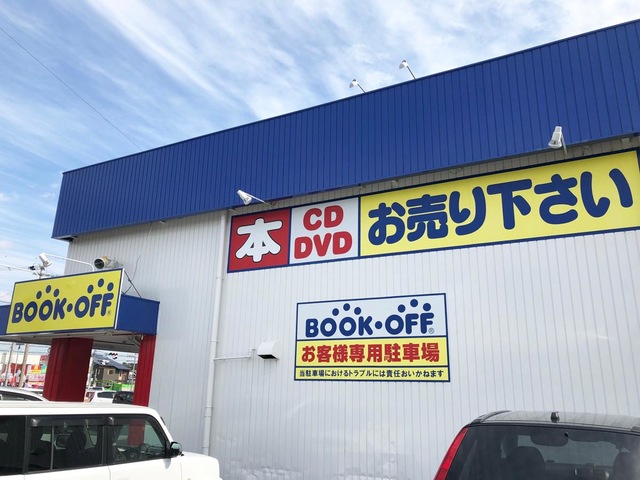 本
CD
DVD
お売り下さい
BOOK・OFF®
BOOK・OFF®
お客様専用駐車場
当駐車場におけるトラブルには責任おいかねます